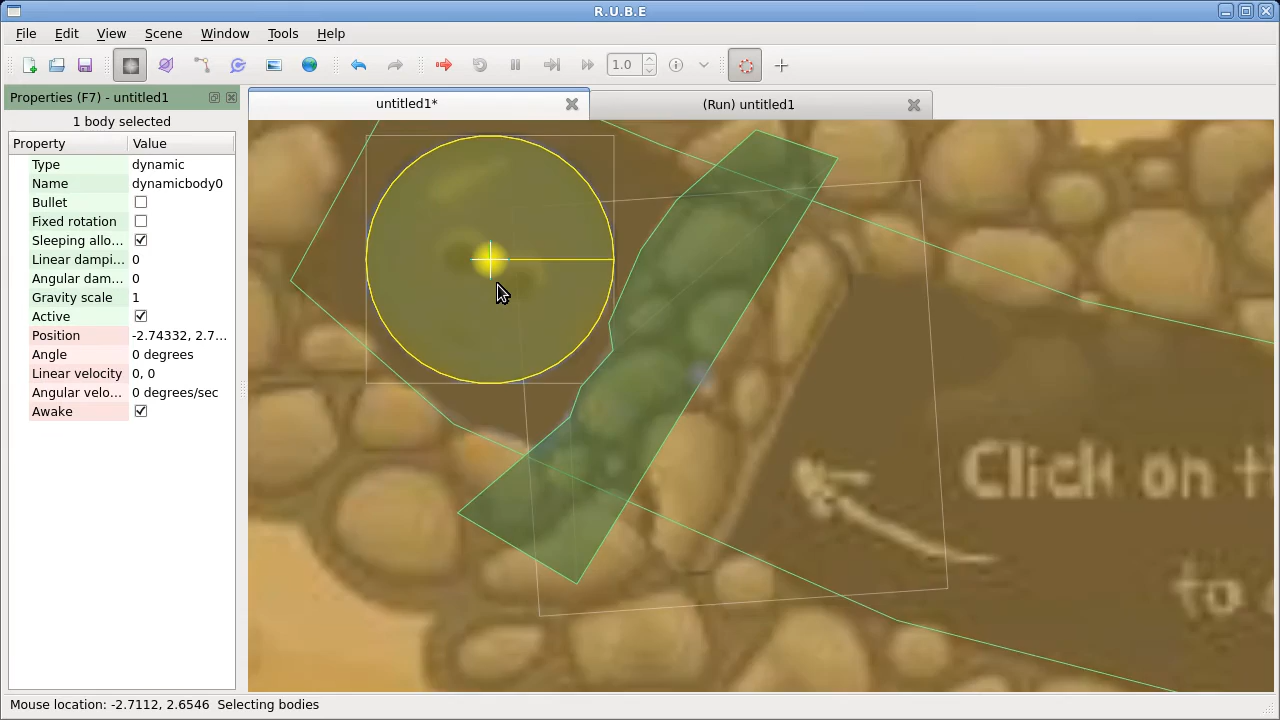 R.U.B.E
File Edit View Scene Window Tools Help
1.0
Properties (F7) - untitled1
untitled1*
(Run) untitled1
1 body selected
Property Value
Type dynamic
Name dynamicbody0
Bullet
Fixed rotation
Sleeping allo...
Linear dampi... 0
Angular dam... 0
Gravity scale 1
Active
Position -2.74332, 2.7...
Angle 0 degrees
Linear velocity 0, 0
Angular velo... 0 degrees/sec
Awake
Click on
to
Mouse location: -2.7112, 2.6546 Selecting bodies